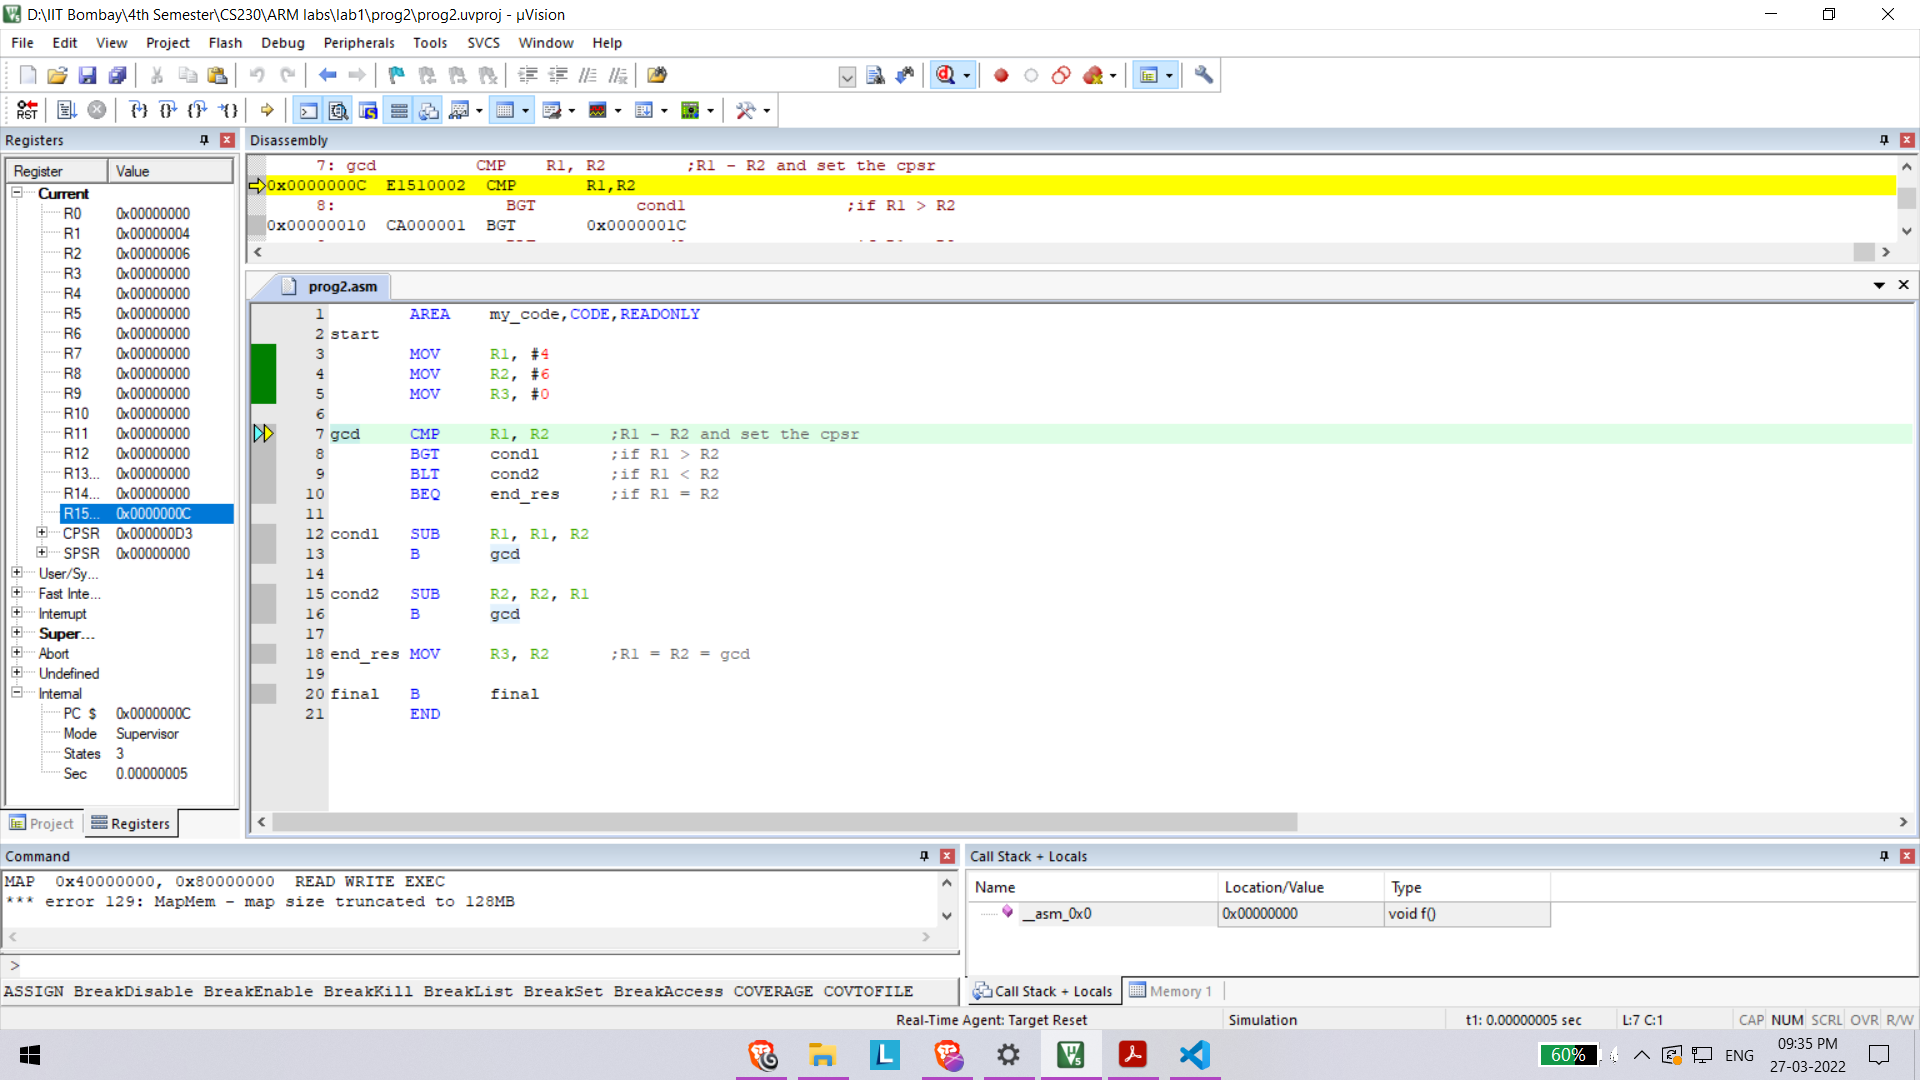 D:\IIT Bombay\4th Semester\CS230\ARM labs\lab1\prog2\prog2.uvproj - µVision
File Edit View Project Flash Debug Peripherals Tools SVCS Window Help
Registers
Register Value
Current
R0 0x00000000
R1 0x00000004
R2 0x00000006
R3 0x00000000
R4 0x00000000
R5 0x00000000
R6 0x00000000
R7 0x00000000
R8 0x00000000
R9 0x00000000
R10 0x00000000
R11 0x00000000
R12 0x00000000
R13... 0x00000000
R14... 0x00000000
R15... 0x0000000C
CPSR 0x000000D3
SPSR 0x00000000
User/Sy...
Fast Inte...
Interrupt
Super...
Abort
Undefined
Internal
PC $ 0x0000000C
Mode Supervisor
States 3
Sec 0.00000005
Project Registers
Disassembly
7: gcd CMP R1, R2 ;R1 - R2 and set the cpsr
0x0000000C E1510002 CMP R1,R2
8: BGT cond1 ;if R1 > R2
0x00000010 CA000001 BGT 0x0000001C
prog2.asm
1 AREA my_code,CODE,READONLY
2 start
3 MOV R1, #4
4 MOV R2, #6
5 MOV R3, #0
6
7 gcd CMP R1, R2 ;R1 - R2 and set the cpsr
8 BGT cond1 ;if R1 > R2
9 BLT cond2 ;if R1 < R2
10 BEQ end_res ;if R1 = R2
11
12 cond1 SUB R1, R1, R2
13 B gcd
14
15 cond2 SUB R2, R2, R1
16 B gcd
17
18 end_res MOV R3, R2 ;R1 = R2 = gcd
19
20 final B final
21 END
Command
MAP 0x40000000, 0x80000000 READ WRITE EXEC
*** error 129: MapMem - map size truncated to 128MB
>
ASSIGN BreakDisable BreakEnable BreakKill BreakList BreakSet BreakAccess COVERAGE COVTOFILE
Call Stack + Locals
Name Location/Value Type
__asm_0x0 0x00000000 void f()
Call Stack + Locals Memory 1
Real-Time Agent: Target Reset Simulation t1: 0.00000005 sec L:7 C:1 CAP NUM SCRL OVR R/W
60% ENG 09:35 PM
27-03-2022